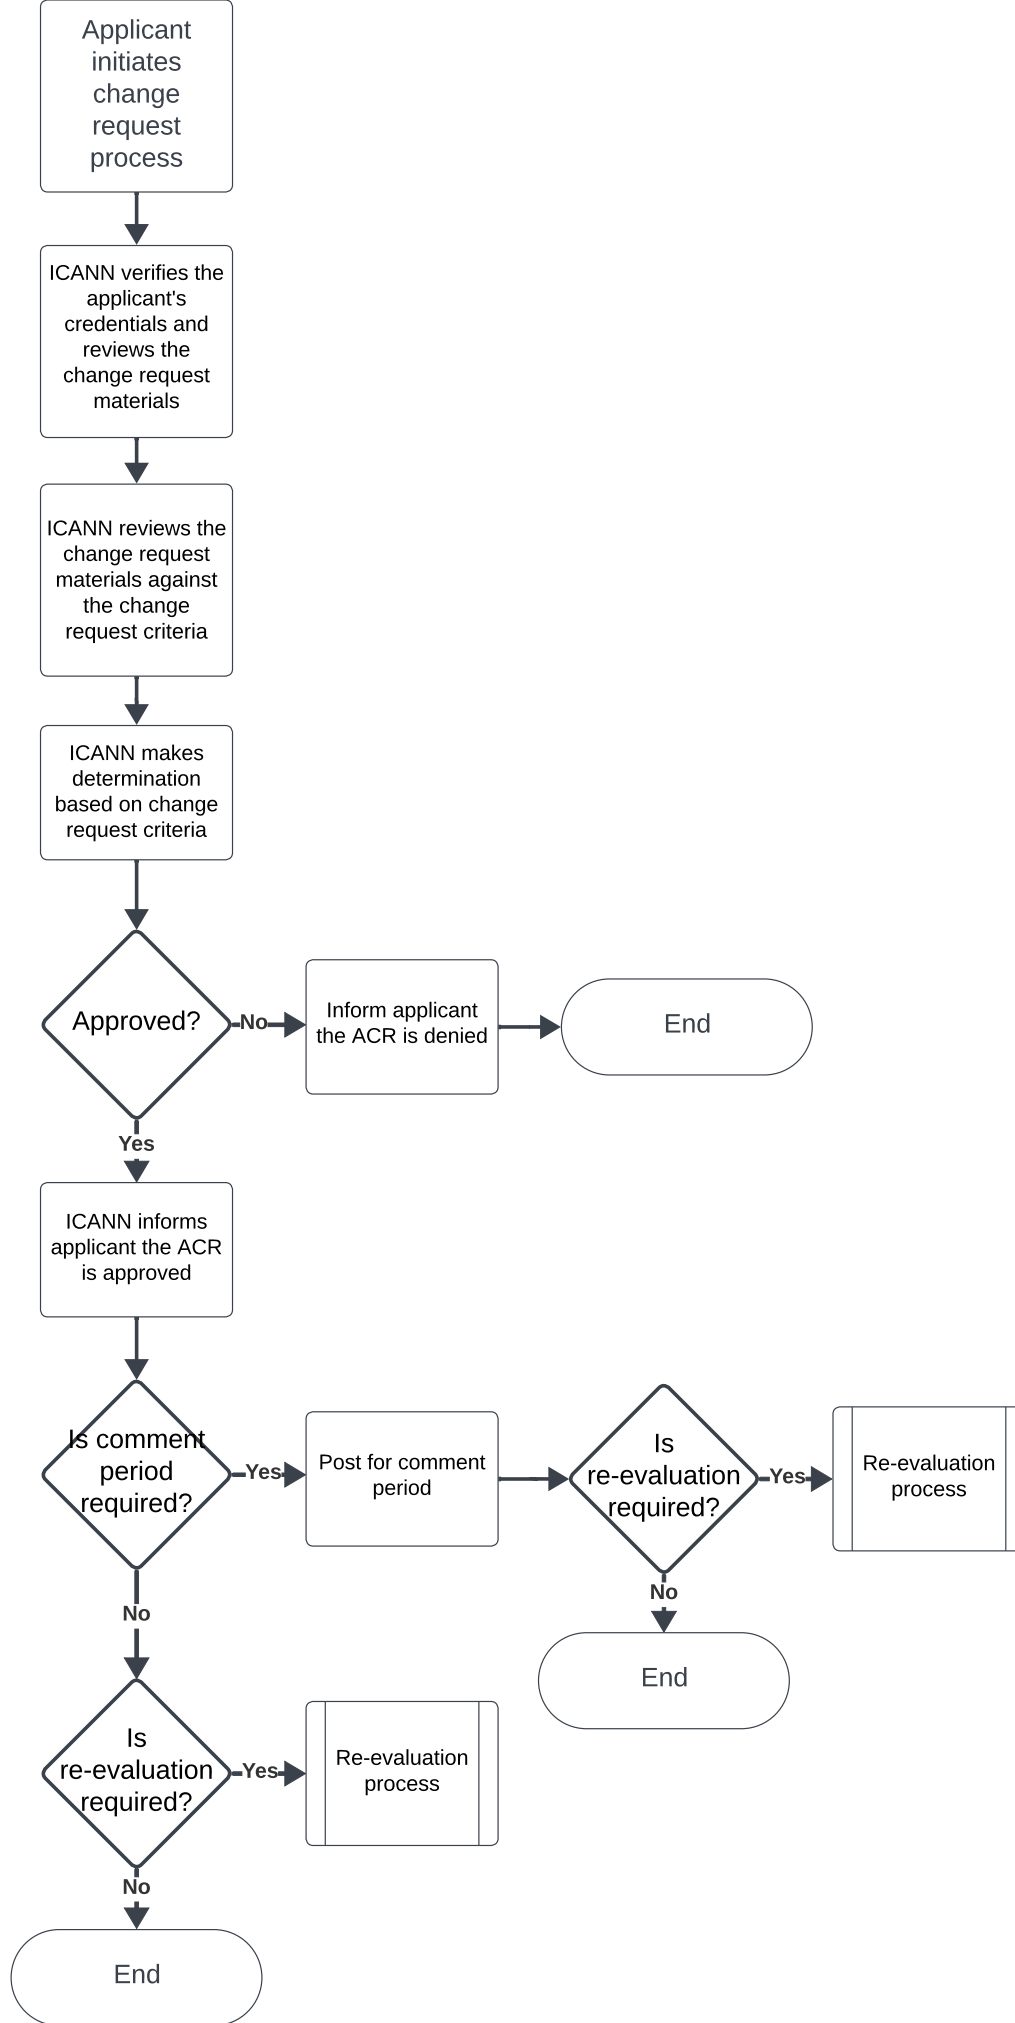 Applicant
initiates
change
request
process
ICANN verifies the
applicant's
credentials and
reviews the
change request
materials
ICANN reviews the
change request
materials against
the change
request criteria
ICANN makes
determination
based on change
request criteria
Approved?
No
Inform applicant
the ACR is denied
End
Yes
ICANN informs
applicant the ACR
is approved
Is comment
period
required?
Yes
Post for comment
period
Is
re-evaluation
required?
Yes
Re-evaluation
process
No
End
No
Is
re-evaluation
required?
Yes
Re-evaluation
process
No
End